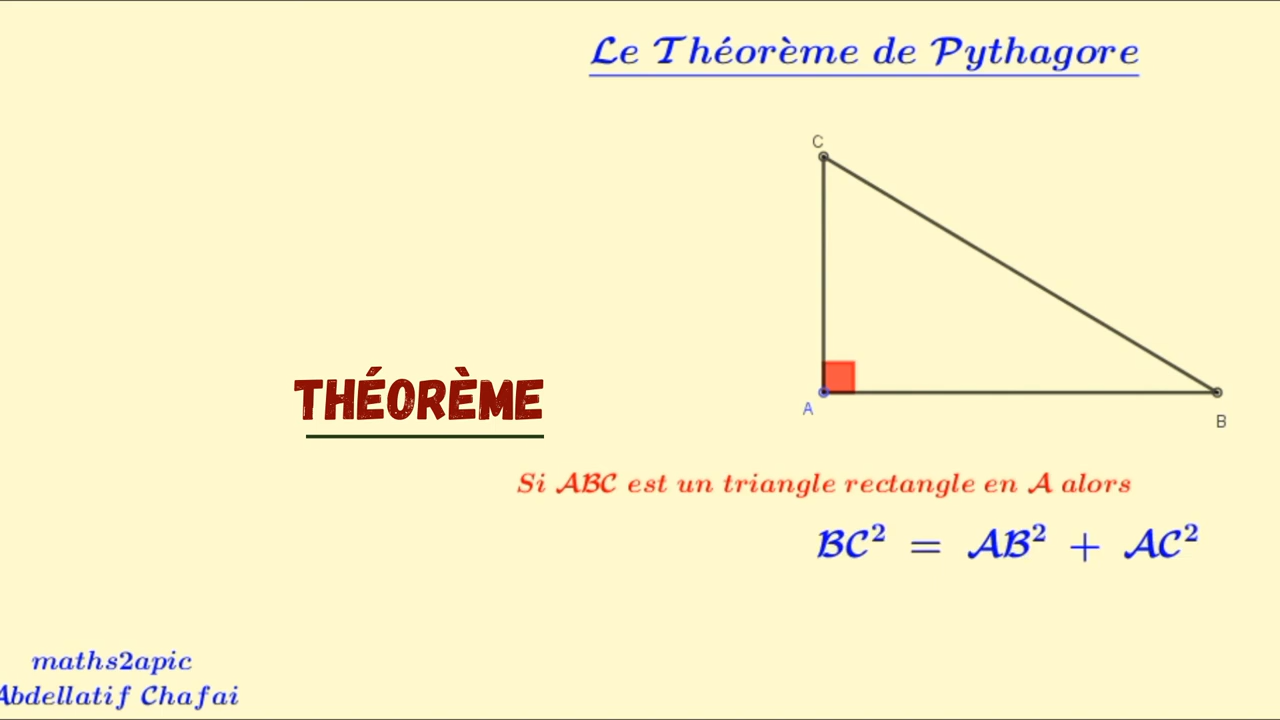 Le Théorème de Pythagore
C
A
B
THÉORÈME
Si ABC est un triangle rectangle en A alors
BC² = AB² + AC²
maths2apic
Abdellatif Chafai